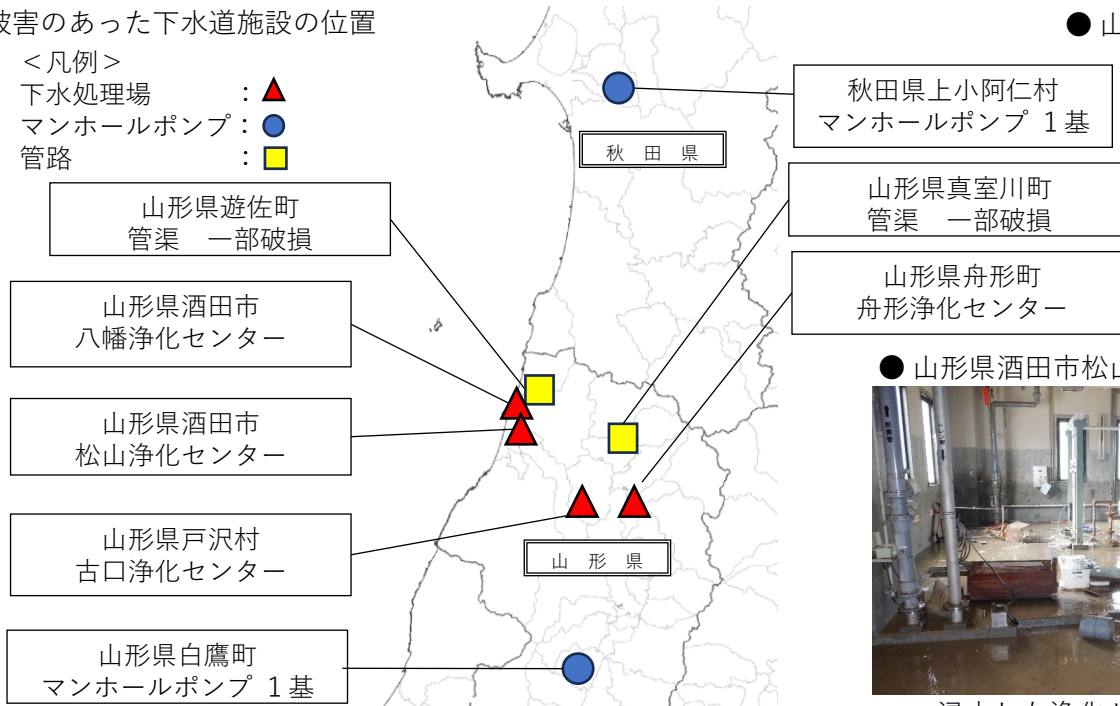 被害のあった下水道施設の位置
＜凡例＞
下水処理場　：
マンホールポンプ：
管路　：
● 山
秋田県上小阿仁村
マンホールポンプ １基
秋 田 県
山形県遊佐町
管渠　一部破損
山形県真室川町
管渠　一部破損
山形県舟形町
舟形浄化センター
山形県酒田市
八幡浄化センター
山形県酒田市
松山浄化センター
● 山形県酒田市松山
山形県戸沢村
古口浄化センター
山 形 県
山形県白鷹町
マンホールポンプ １基